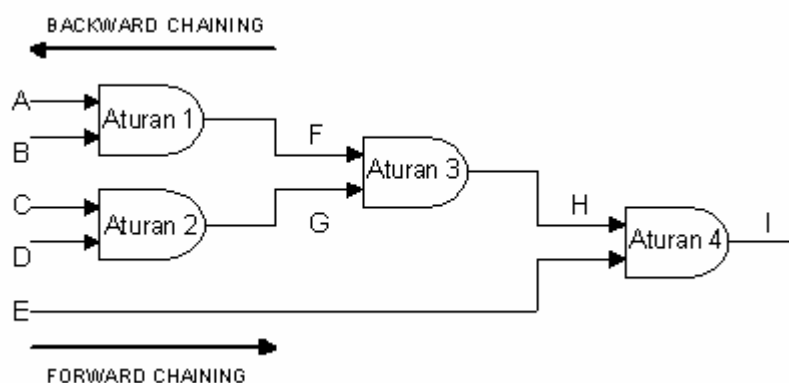 BACKWARD CHAINING
A
Aturan 1
B
F
Aturan 3
C
Aturan 2
G
H
D
Aturan 4
I
E
FORWARD CHAINING